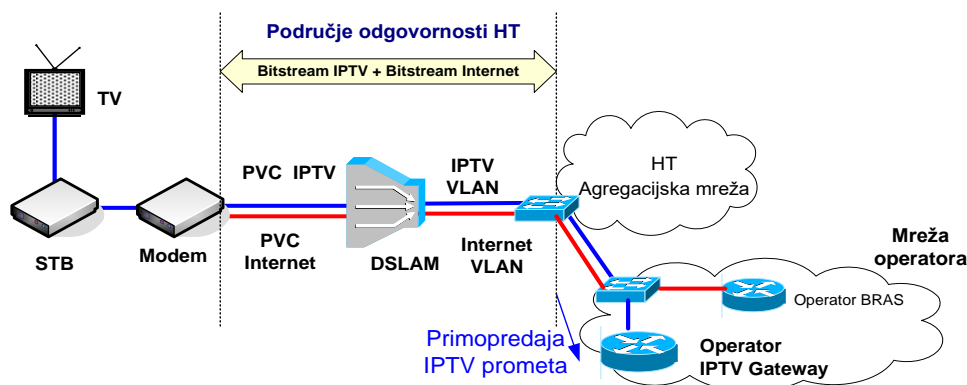 Područje odgovornosti HT
Bitstream IPTV + Bitstream Internet
TV
PVC IPTV
IPTV
VLAN
HT
Agregacijska mreža
STB
Modem
PVC
Internet
DSLAM
Internet
VLAN
Mreža
operatora
Operator BRAS
Primopredaja
IPTV prometa
Operator
IPTV Gateway